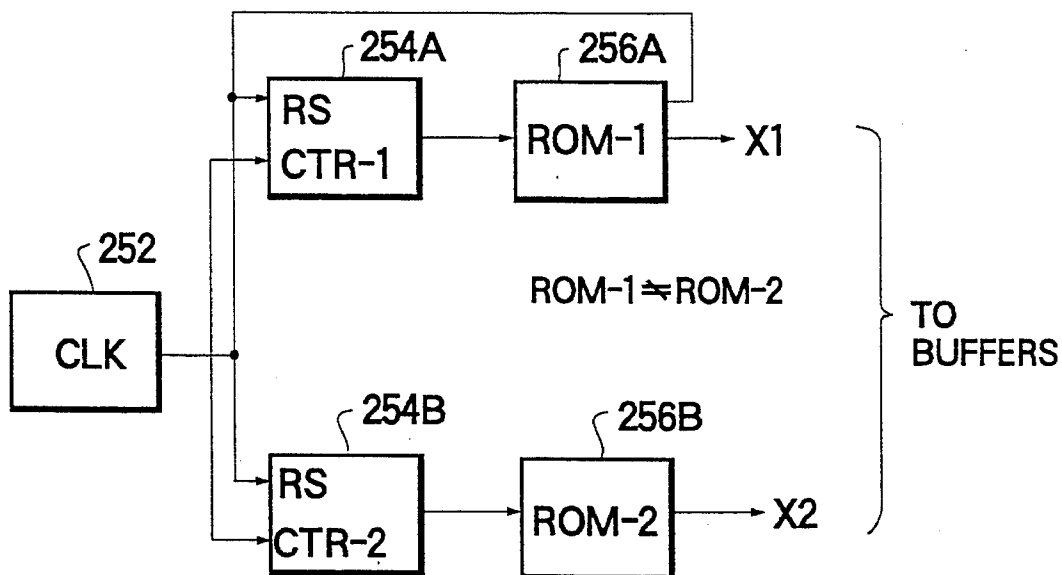 254A
256A
RS
CTR-1
ROM-1
X1
252
CLK
ROM-1≒ROM-2
TO
BUFFERS
254B
256B
RS
CTR-2
ROM-2
X2